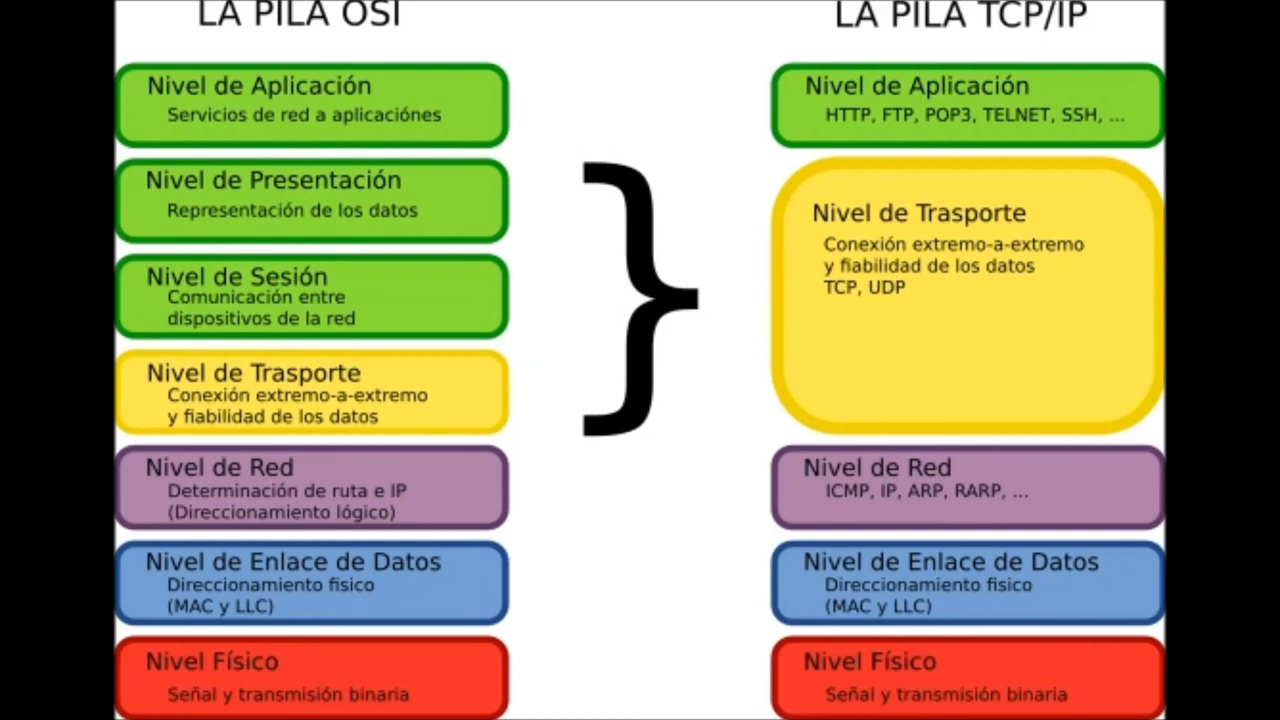 LA PILA OSI
Nivel de Aplicación
Servicios de red a aplicaciónes
Nivel de Presentación
Representación de los datos
Nivel de Sesión
Comunicación entre
dispositivos de la red
Nivel de Trasporte
Conexión extremo-a-extremo
y fiabilidad de los datos
Nivel de Red
Determinación de ruta e IP
(Direccionamiento lógico)
Nivel de Enlace de Datos
Direccionamiento fisico
(MAC y LLC)
Nivel Físico
Señal y transmisión binaria
}
LA PILA TCP/IP
Nivel de Aplicación
HTTP, FTP, POP3, TELNET, SSH, ...
Nivel de Trasporte
Conexión extremo-a-extremo
y fiabilidad de los datos
TCP, UDP
Nivel de Red
ICMP, IP, ARP, RARP, ...
Nivel de Enlace de Datos
Direccionamiento fisico
(MAC y LLC)
Nivel Físico
Señal y transmisión binaria